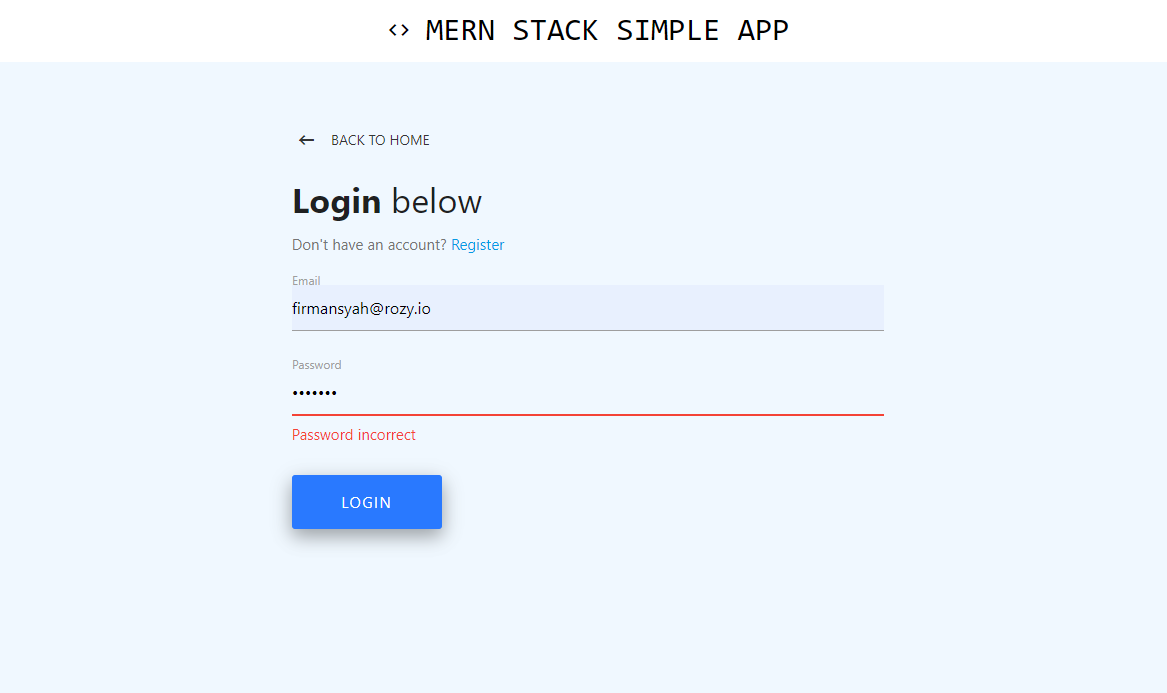 <> MERN STACK SIMPLE APP
← BACK TO HOME
Login below
Don't have an account? Register
Email
firmansyah@rozy.io
Password
•••••••
Password incorrect
LOGIN